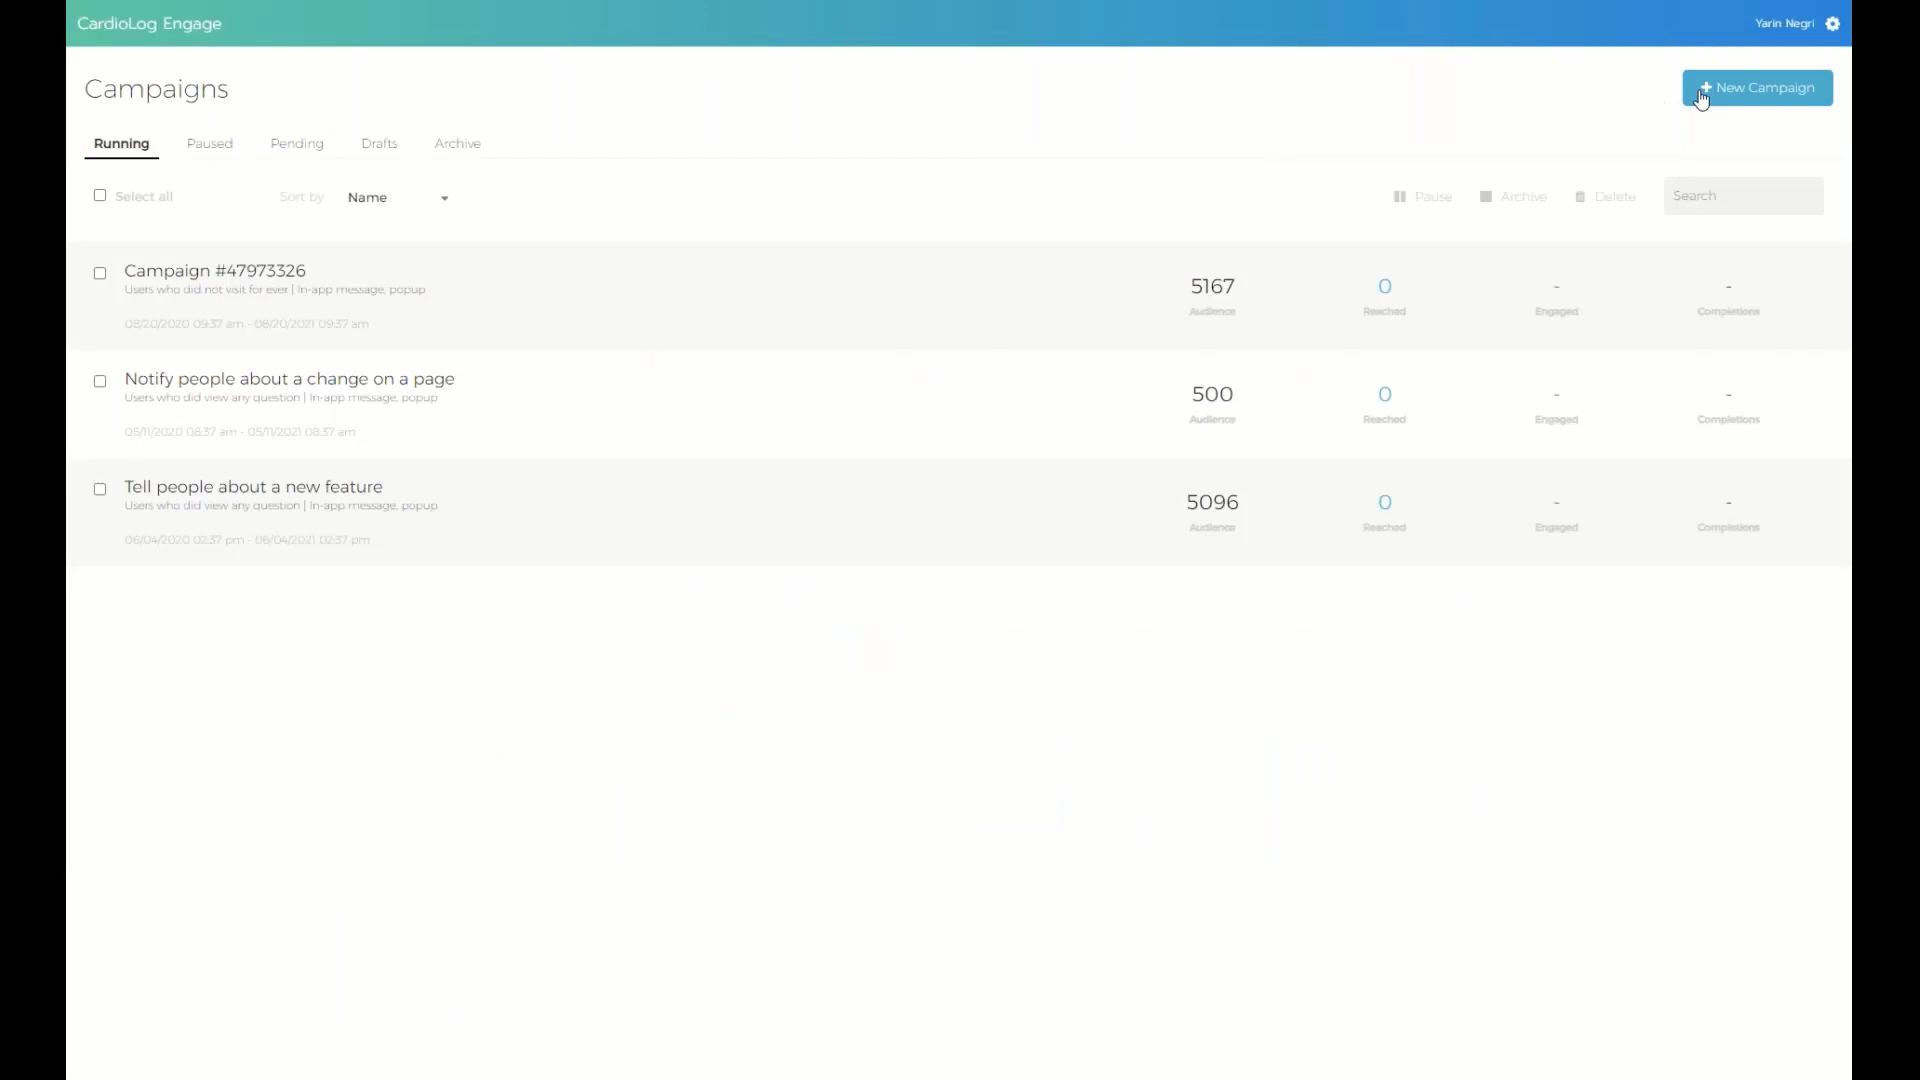 CardioLog Engage
Yarin Negri
Campaigns
New Campaign
Running Paused Pending Drafts Archive
Select all Sort by Name Pause Archive Delete Search
Campaign #47973326
Users who did not visit for ever | In-app message, popup
08/20/2020 09:37 am - 08/20/2021 09:37 am
5167 0 - -
Audience Reached Engaged Completions
Notify people about a change on a page
Users who did view any question | In-app message, popup
05/11/2020 08:37 am - 05/11/2021 08:37 am
500 0 - -
Audience Reached Engaged Completions
Tell people about a new feature
Users who did view any question | In-app message, popup
06/04/2020 02:37 pm - 06/04/2021 02:37 pm
5096 0 - -
Audience Reached Engaged Completions